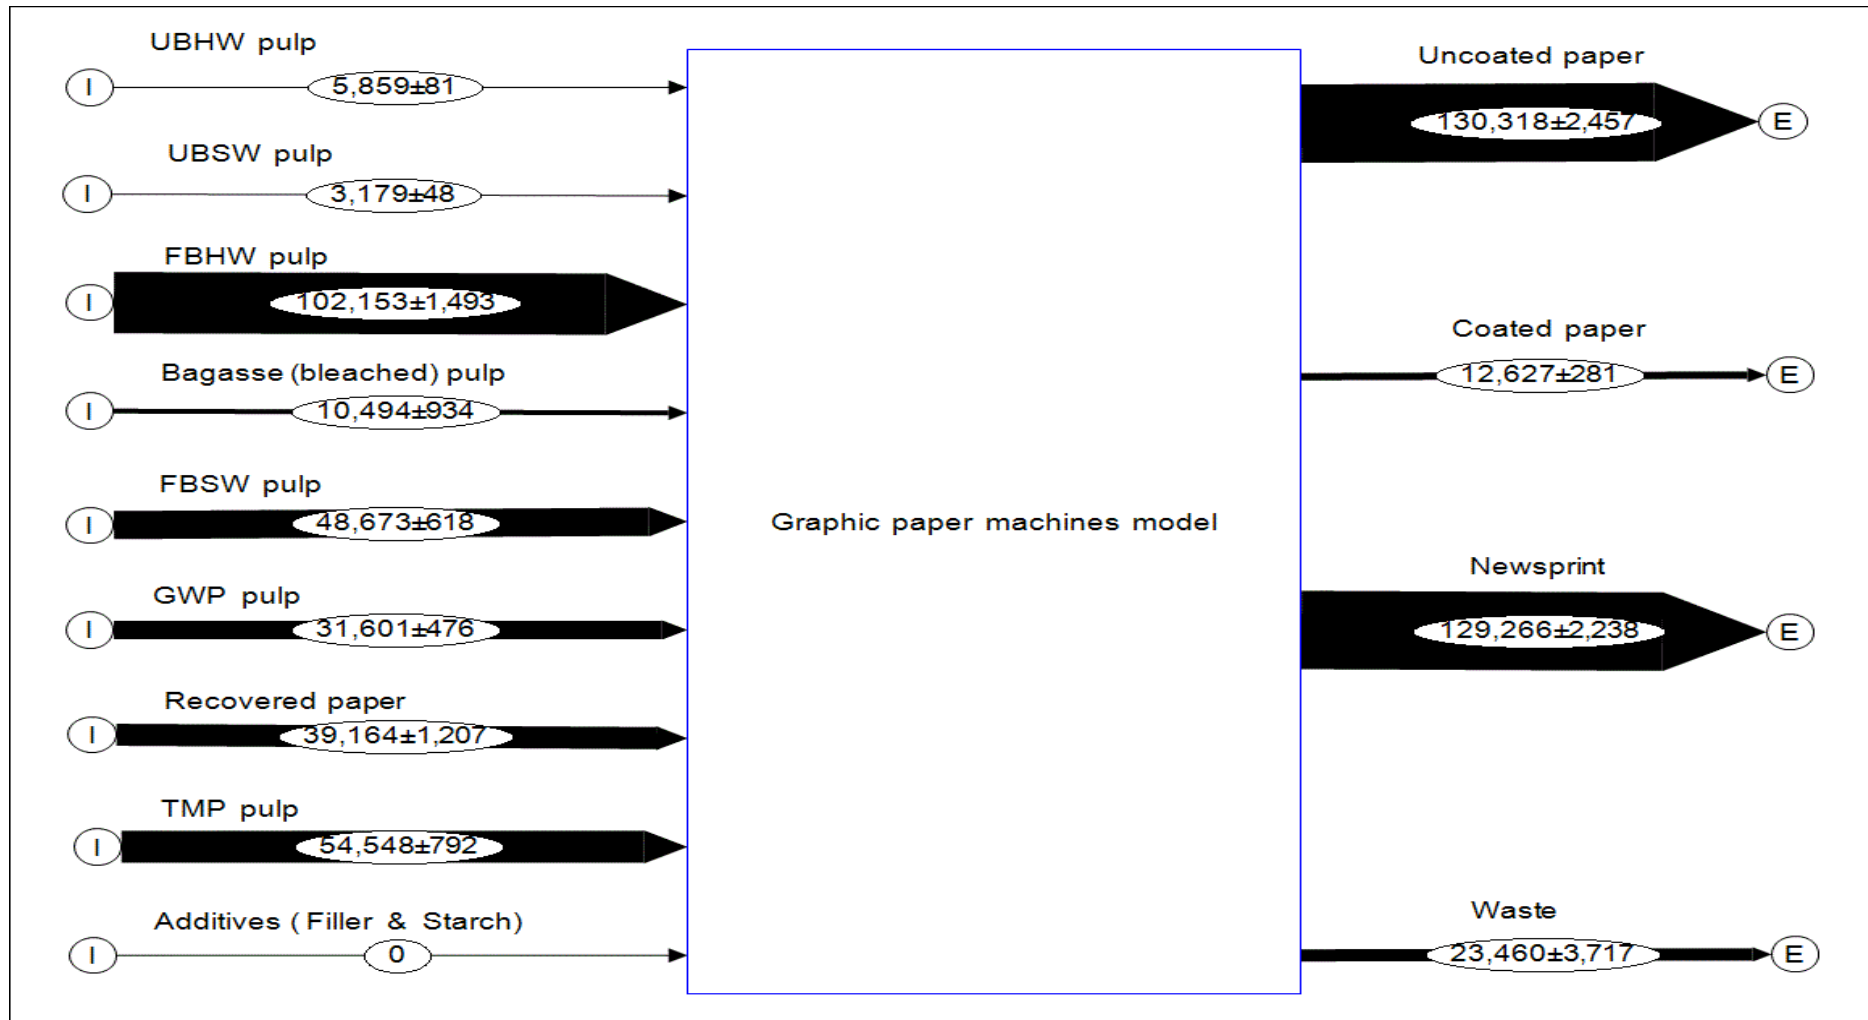 UBHW pulp
I
5,859±81
UBSW pulp
I
3,179±48
FBHW pulp
I
102,153±1,493
Bagasse (bleached) pulp
I
10,494±934
FBSW pulp
I
48,673±618
GWP pulp
I
31,601±476
Recovered paper
I
39,164±1,207
TMP pulp
I
54,548±792
Additives ( Filler & Starch)
I
0
Graphic paper machines model
Uncoated paper
130,318±2,457
E
Coated paper
12,627±281
E
Newsprint
129,266±2,238
E
Waste
23,460±3,717
E